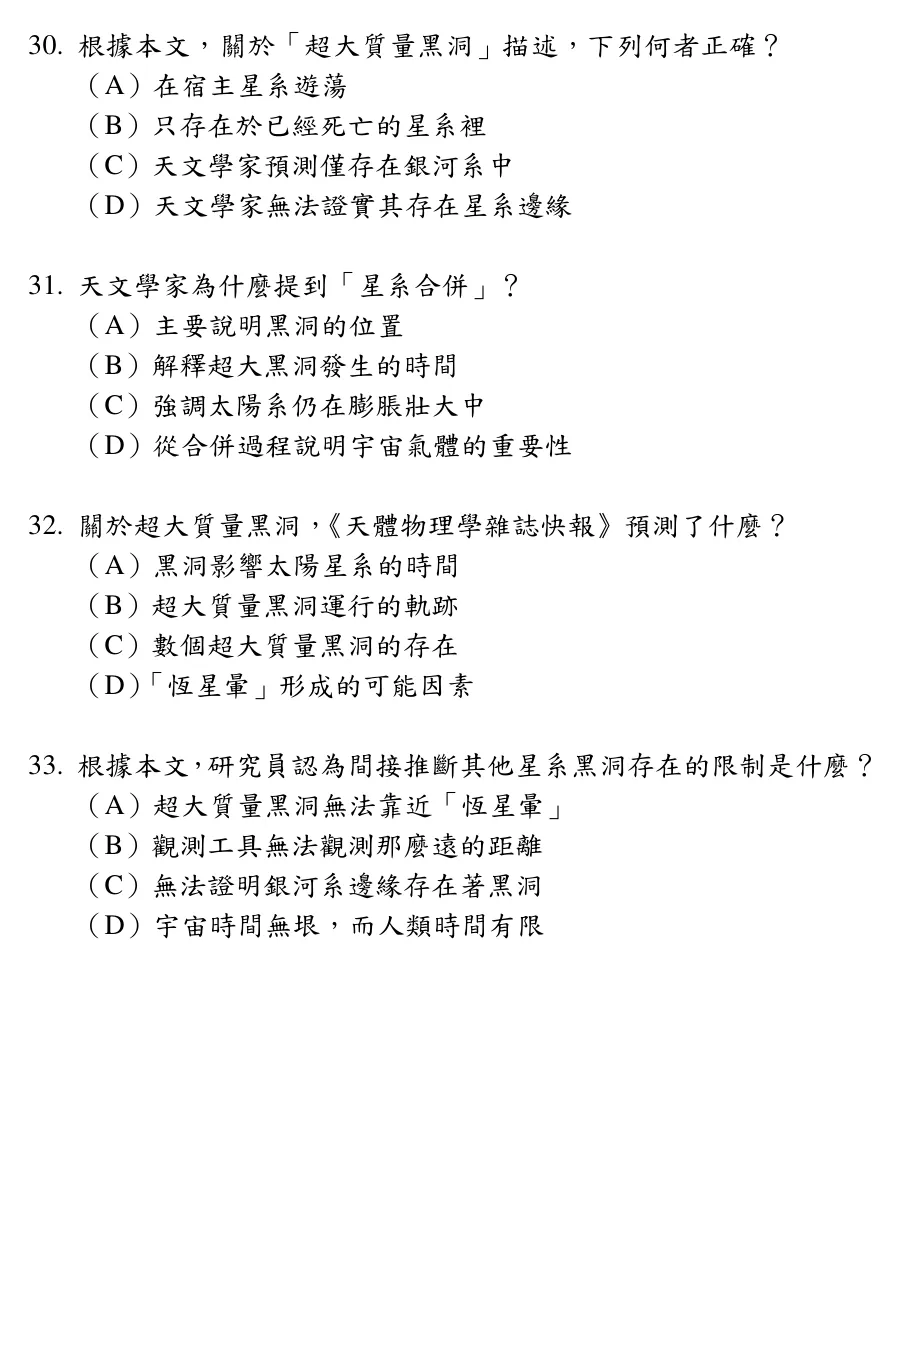 30. 根據本文，關於「超大質量黑洞」描述，下列何者正確？
（A）在宿主星系遊蕩
（B）只存在於已經死亡的星系裡
（C）天文學家預測僅存在銀河系中
（D）天文學家無法證實其存在星系邊緣
31. 天文學家為什麼提到「星系合併」？
（A）主要說明黑洞的位置
（B）解釋超大黑洞發生的時間
（C）強調太陽系仍在膨脹壯大中
（D）從合併過程說明宇宙氣體的重要性
32. 關於超大質量黑洞，《天體物理學雜誌快報》預測了什麼？
（A）黑洞影響太陽星系的時間
（B）超大質量黑洞運行的軌跡
（C）數個超大質量黑洞的存在
（D）「恆星暈」形成的可能因素
33. 根據本文，研究員認為間接推斷其他星系黑洞存在的限制是什麼？
（A）超大質量黑洞無法靠近「恆星暈」
（B）觀測工具無法觀測那麼遠的距離
（C）無法證明銀河系邊緣存在著黑洞
（D）宇宙時間無垠，而人類時間有限